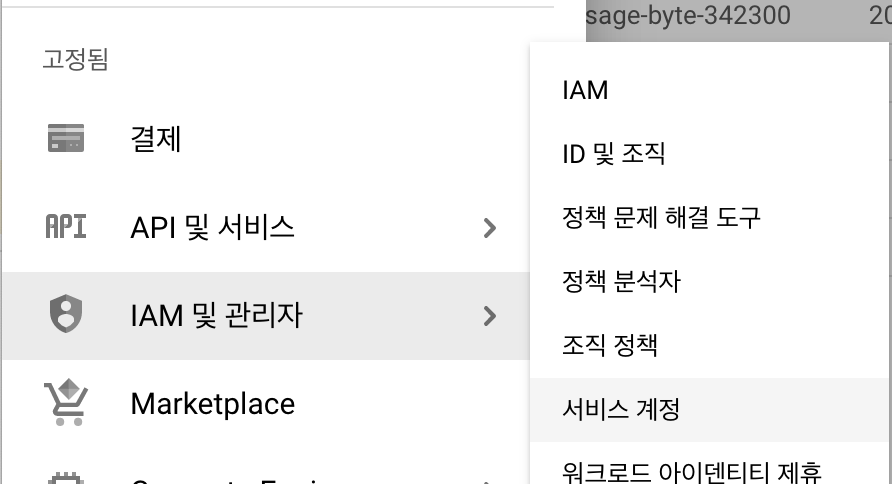 sage-byte-342300
20
고정됨
결제
API API 및 서비스
IAM 및 관리자
Marketplace
IAM
ID 및 조직
정책 문제 해결 도구
정책 분석자
조직 정책
서비스 계정
워크로드 아이덴티티 제휴